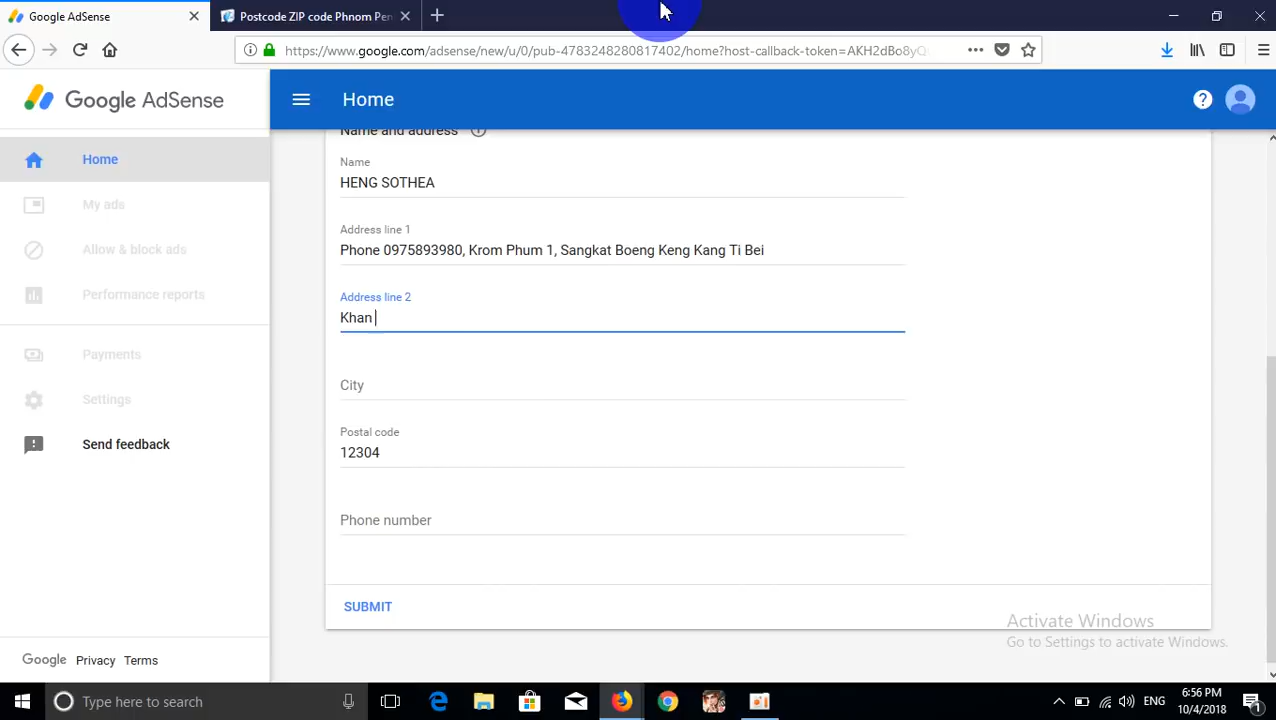 Google AdSense
Postcode ZIP code Phnom Pen
https://www.google.com/adsense/new/u/0/pub-4783248280817402/home?host-callback-token=AKH2dBo8yQ
Google AdSense
Home
Home
My ads
Allow & block ads
Performance reports
Payments
Settings
Send feedback
Google Privacy Terms
Name and address
Name
HENG SOTHEA
Address line 1
Phone 0975893980, Krom Phum 1, Sangkat Boeng Keng Kang Ti Bei
Address line 2
Khan
City
Postal code
12304
Phone number
SUBMIT
Activate Windows
Go to Settings to activate Windows.
Type here to search
ENG
6:56 PM
10/4/2018
1